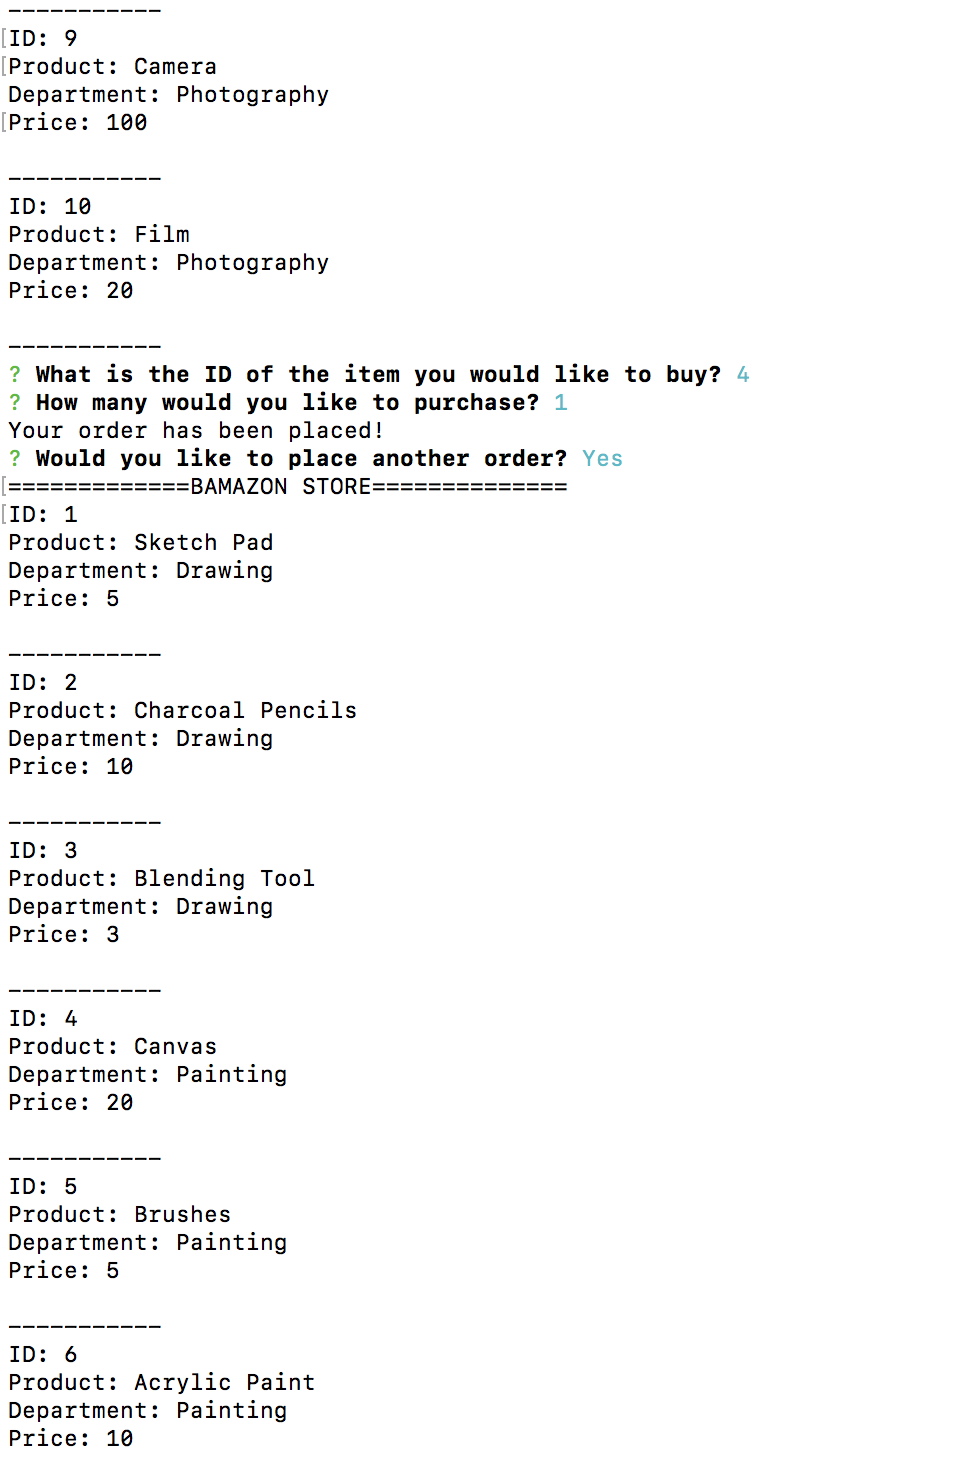 -----------
ID: 9
Product: Camera
Department: Photography
Price: 100
-----------
ID: 10
Product: Film
Department: Photography
Price: 20
-----------
? What is the ID of the item you would like to buy? 4
? How many would you like to purchase? 1
Your order has been placed!
? Would you like to place another order? Yes
=============BAMAZON STORE==============
ID: 1
Product: Sketch Pad
Department: Drawing
Price: 5
-----------
ID: 2
Product: Charcoal Pencils
Department: Drawing
Price: 10
-----------
ID: 3
Product: Blending Tool
Department: Drawing
Price: 3
-----------
ID: 4
Product: Canvas
Department: Painting
Price: 20
-----------
ID: 5
Product: Brushes
Department: Painting
Price: 5
-----------
ID: 6
Product: Acrylic Paint
Department: Painting
Price: 10